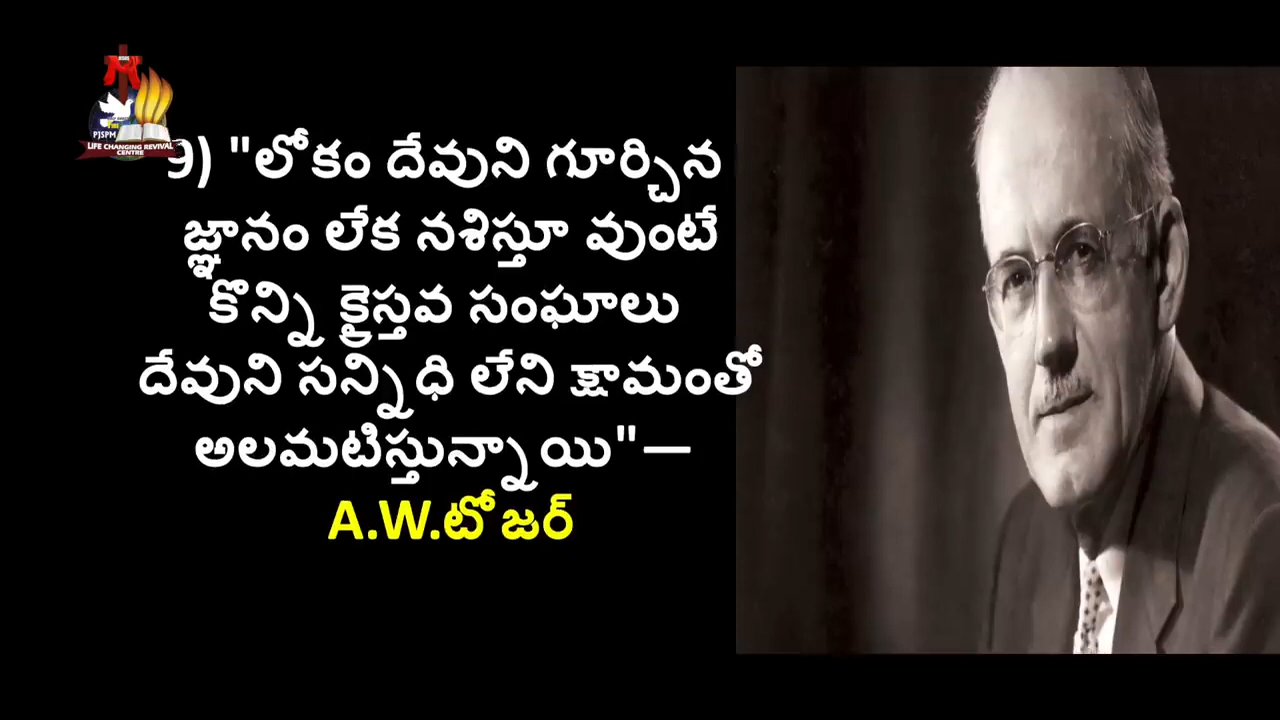 PJSPM
LIFE CHANGING REVIVAL
CENTRE
9) "లోకం దేవుని గూర్చిన
జ్ఞానం లేక నశిస్తూ వుంటే
కొన్ని క్రైస్తవ సంఘాలు
దేవుని సన్నిధి లేని క్షామంతో
అలమటిస్తున్నాయి"—
A.W.టోజర్